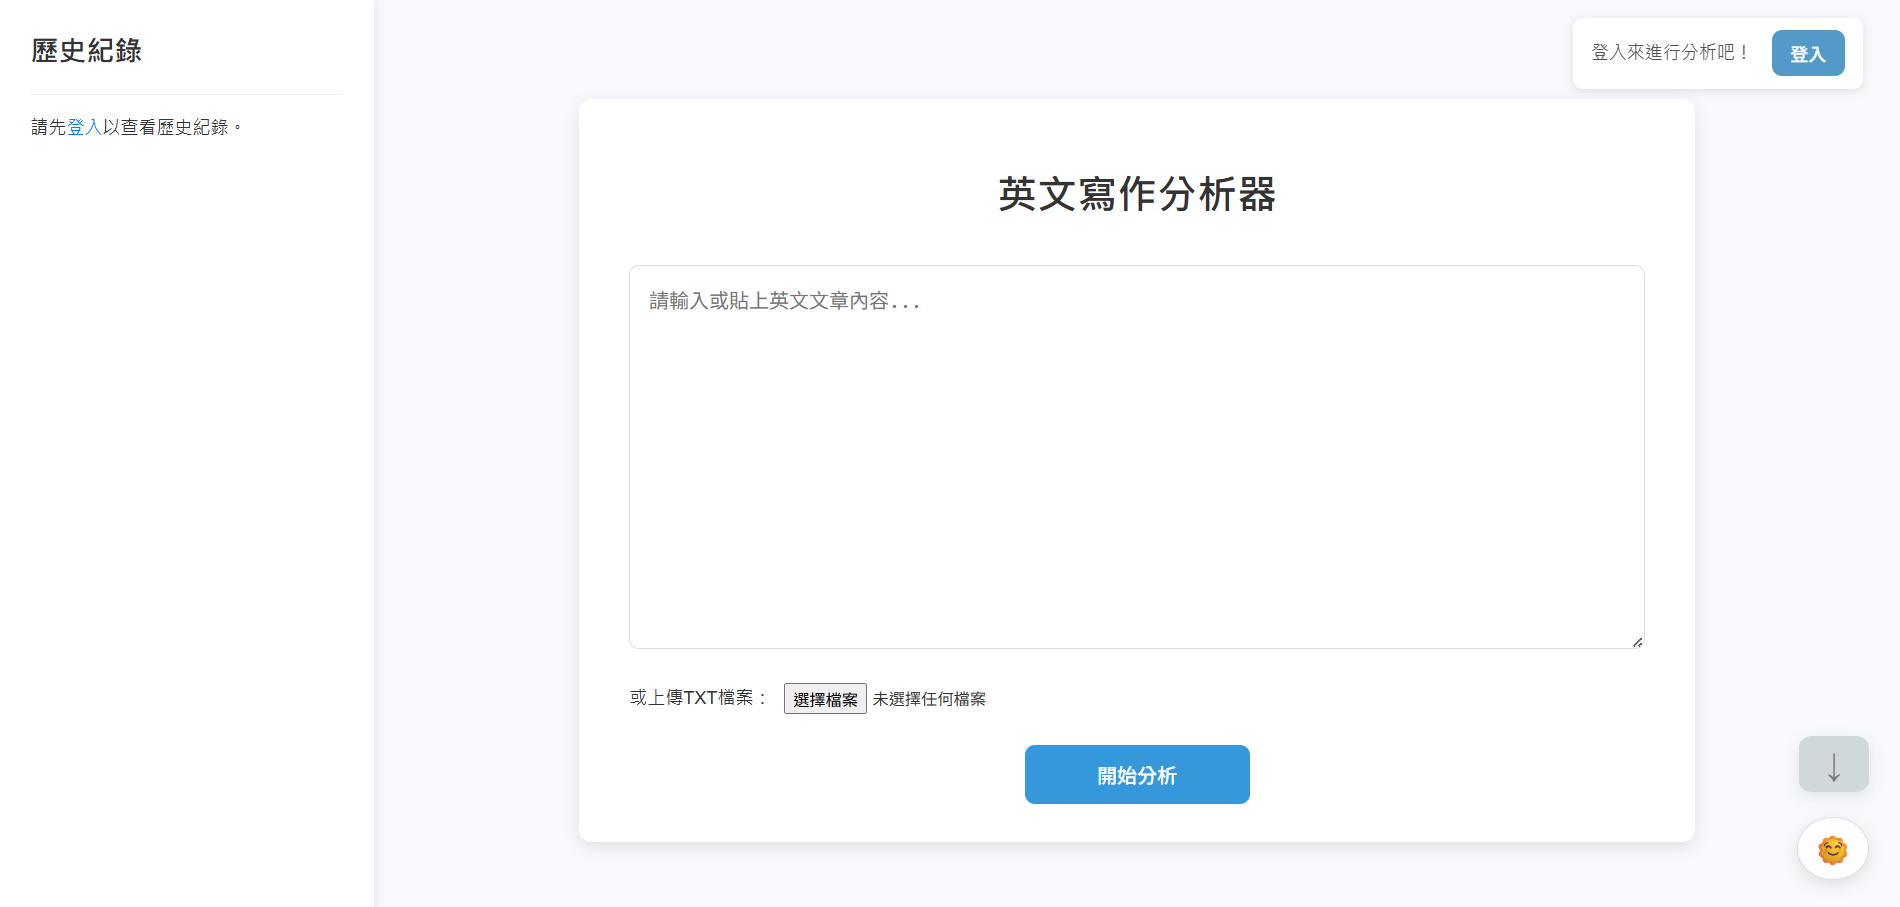 歷史紀錄
請先登入以查看歷史紀錄。
登入來進行分析吧！
登入
英文寫作分析器
請輸入或貼上英文文章內容...
或上傳TXT檔案：
選擇檔案 未選擇任何檔案
開始分析
↓